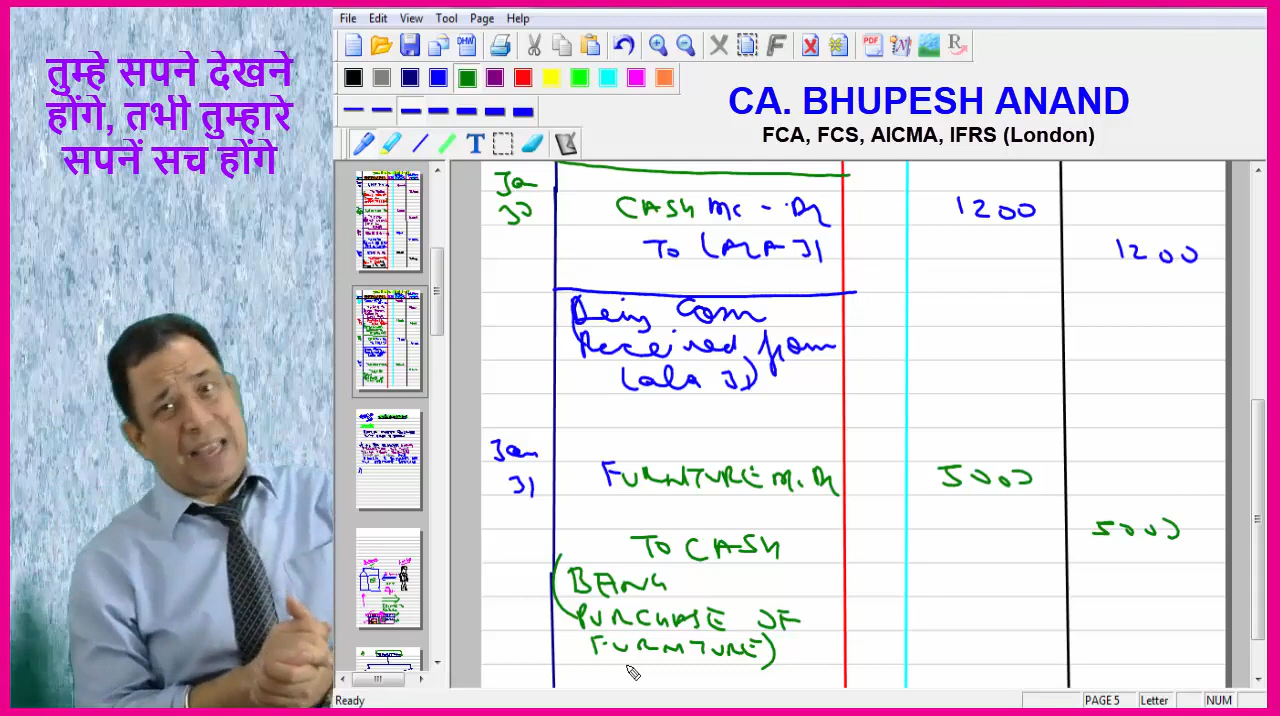 तुम्हे सपने देखने
होंगे, तभी तुम्हारे
सपनें सच होंगे
File Edit View Tool Page Help
CA. BHUPESH ANAND
FCA, FCS, AICMA, IFRS (London)
Jan
30 CASH A/c - Dr 1200
To LALA JI 1200
Being Com
Received from
Lala JI)
Jan
31 FURNITURE A/c Dr 5000
5000
To CASH
(BEING
PURCHASE OF
FURNITURE)
Ready PAGE 5 Letter NUM